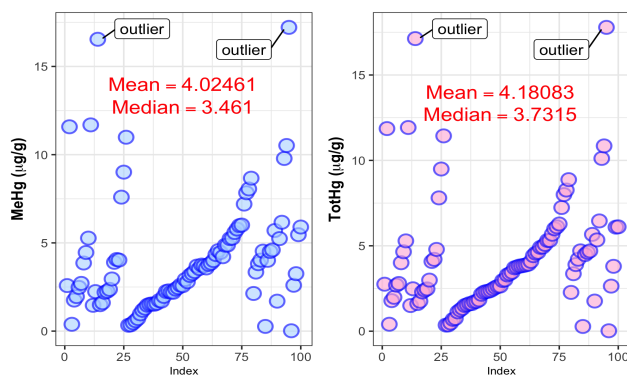 outlier
outlier
Mean = 4.02461
Median = 3.461
MeHg (μg/g)
15
10
5
0
0
25
50
75
100
Index
outlier
outlier
Mean = 4.18083
Median = 3.7315
TotHg (μg/g)
15
10
5
0
0
25
50
75
100
Index